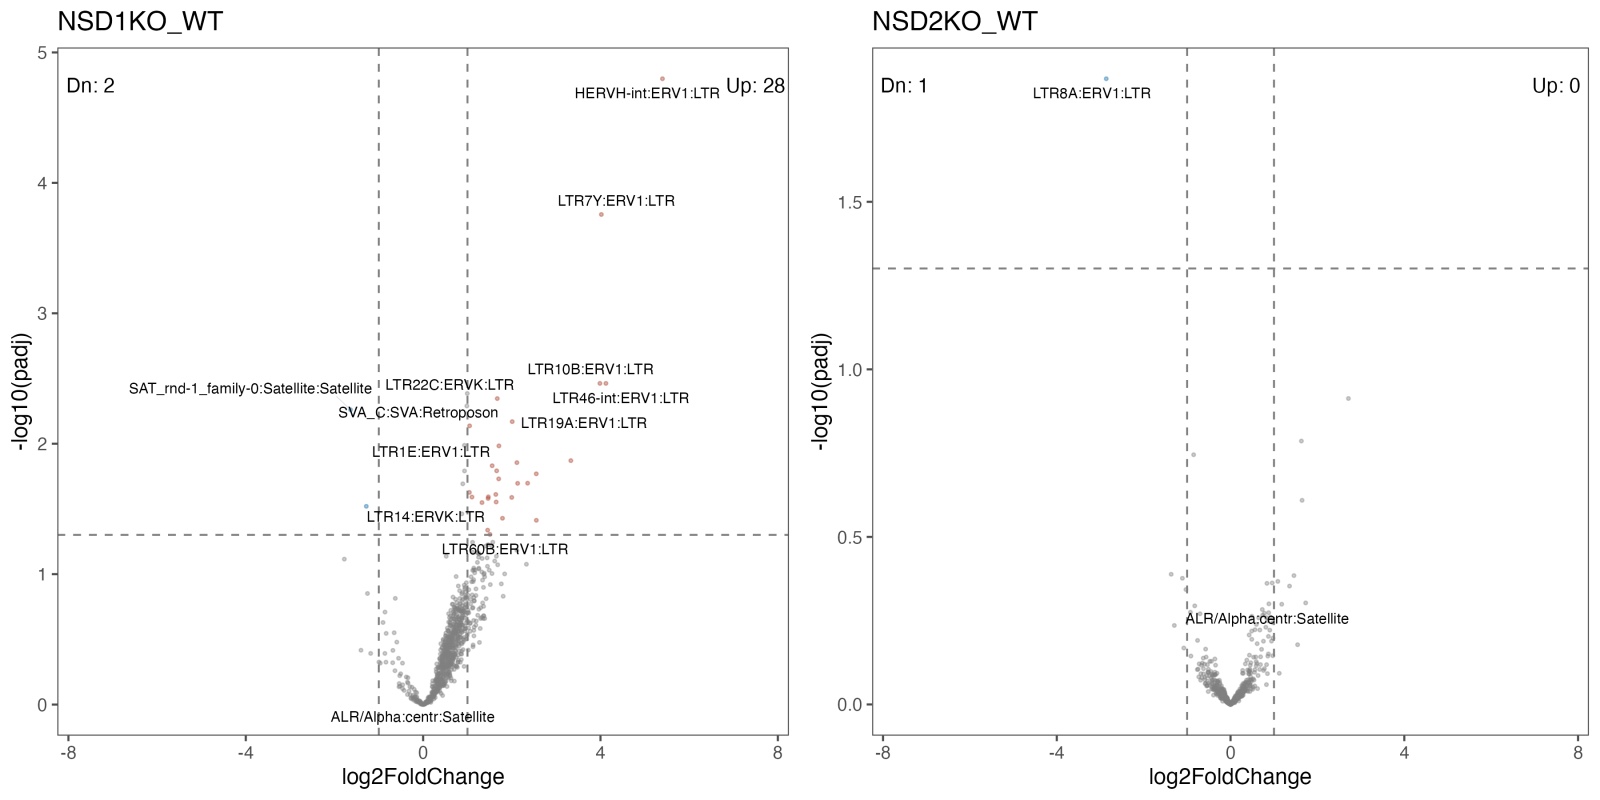 NSD1KO_WT
NSD2KO_WT
5
4
3
2
1
0
-log10(padj)
Dn: 2
Up: 28
HERVH-int:ERV1:LTR
LTR7Y:ERV1:LTR
LTR10B:ERV1:LTR
SAT_rnd-1_family-0:Satellite:Satellite
LTR22C:ERVK:LTR
LTR46-int:ERV1:LTR
SVA_C:SVA:Retroposon
LTR19A:ERV1:LTR
LTR1E:ERV1:LTR
LTR14:ERVK:LTR
LTR60B:ERV1:LTR
ALR/Alpha:centr:Satellite
-8
-4
0
4
8
log2FoldChange
1.5
1.0
0.5
0.0
-log10(padj)
Dn: 1
Up: 0
LTR8A:ERV1:LTR
ALR/Alpha:centr:Satellite
-8
-4
0
4
8
log2FoldChange